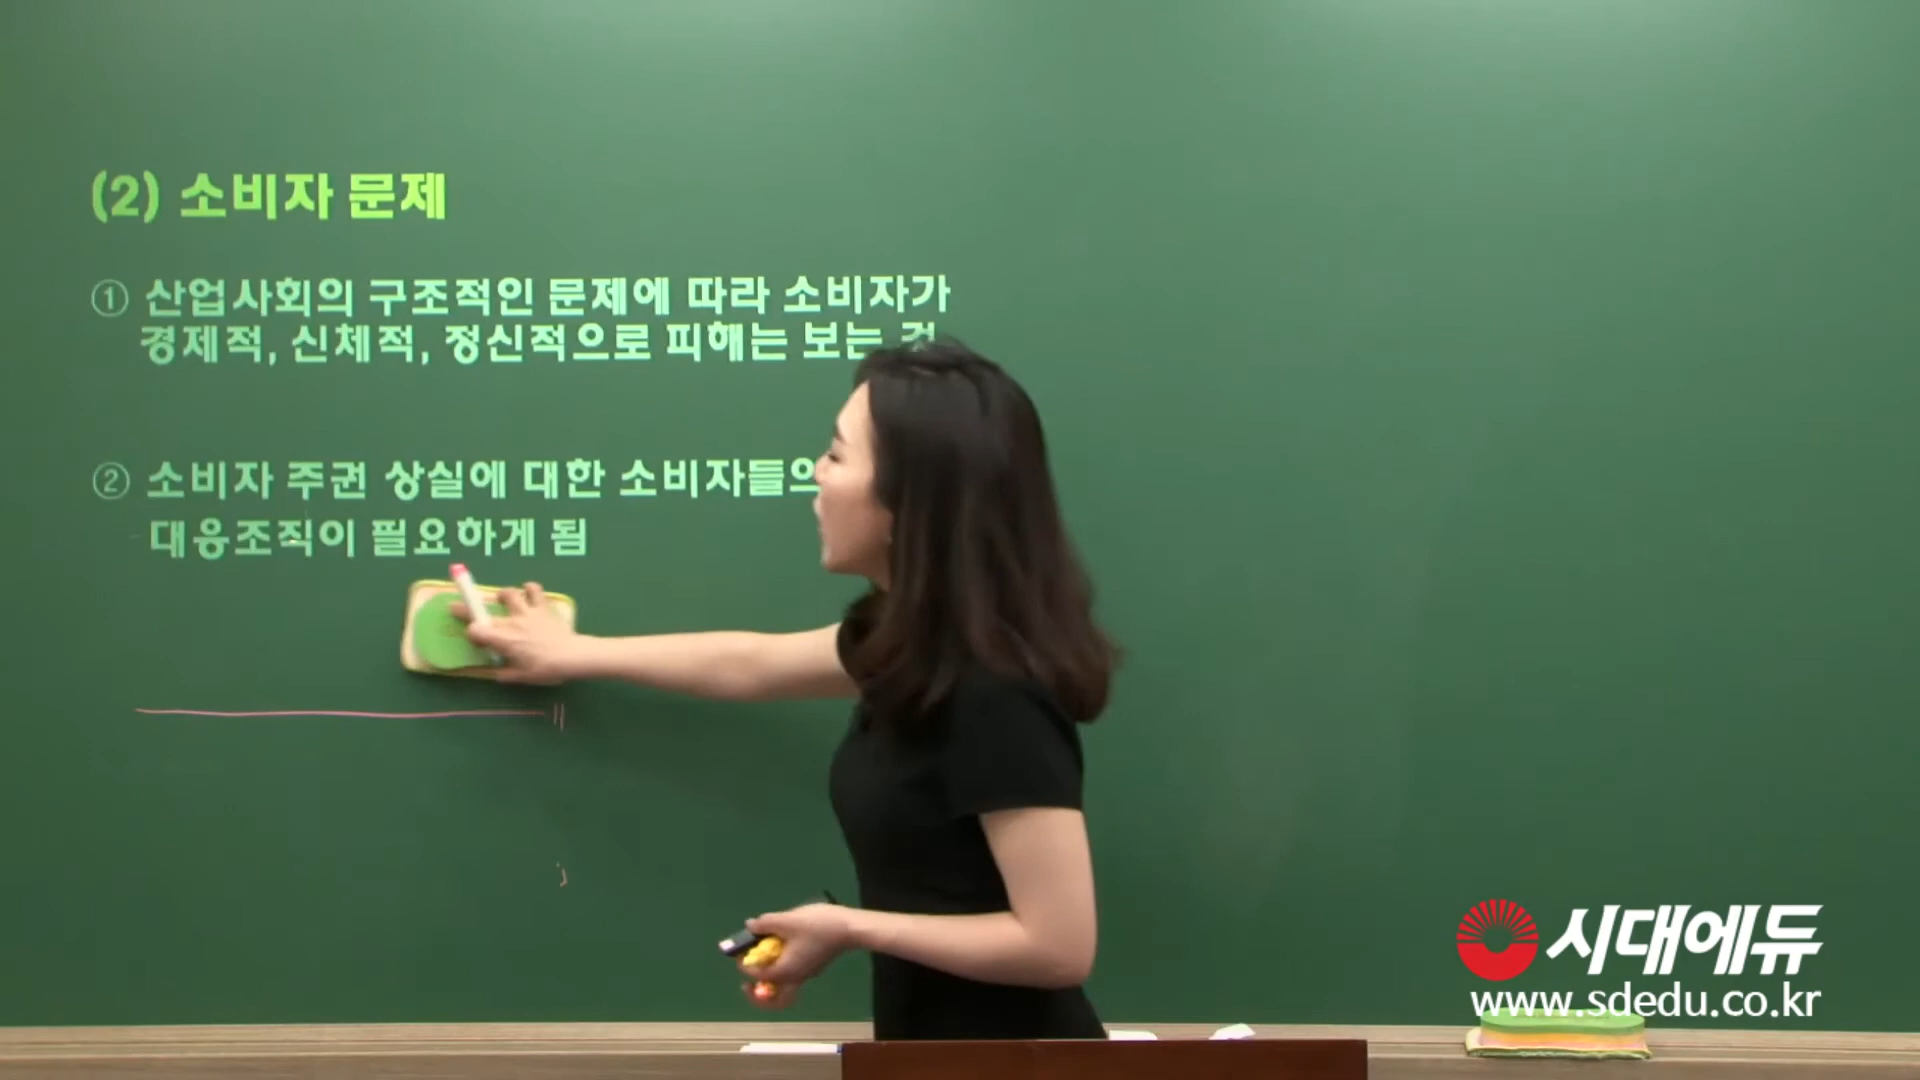 (2) 소비자 문제
① 산업사회의 구조적인 문제에 따라 소비자가
경제적, 신체적, 정신적으로 피해는 보는
② 소비자 주권 상실에 대한 소비자들의
대응조직이 필요하게 됨
시대에듀
www.sdedu.co.kr